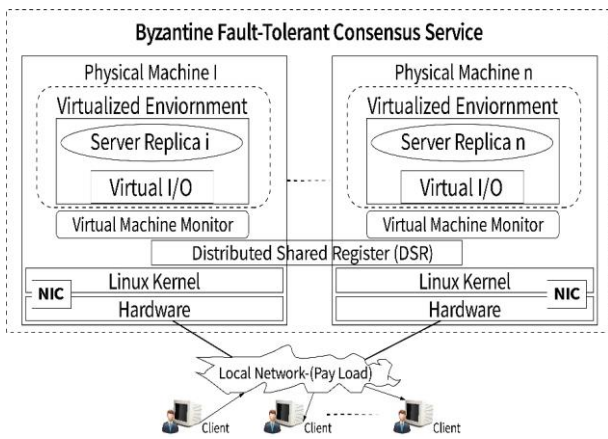 Byzantine Fault-Tolerant Consensus Service
Physical Machine I
Virtualized Enviornment
Server Replica i
Virtual I/O
Virtual Machine Monitor
Physical Machine n
Virtualized Enviornment
Server Replica n
Virtual I/O
Virtual Machine Monitor
Distributed Shared Register (DSR)
Linux Kernel
NIC
Hardware
Linux Kernel
NIC
Hardware
Local Network-(Pay Load)
Client
Client
Client